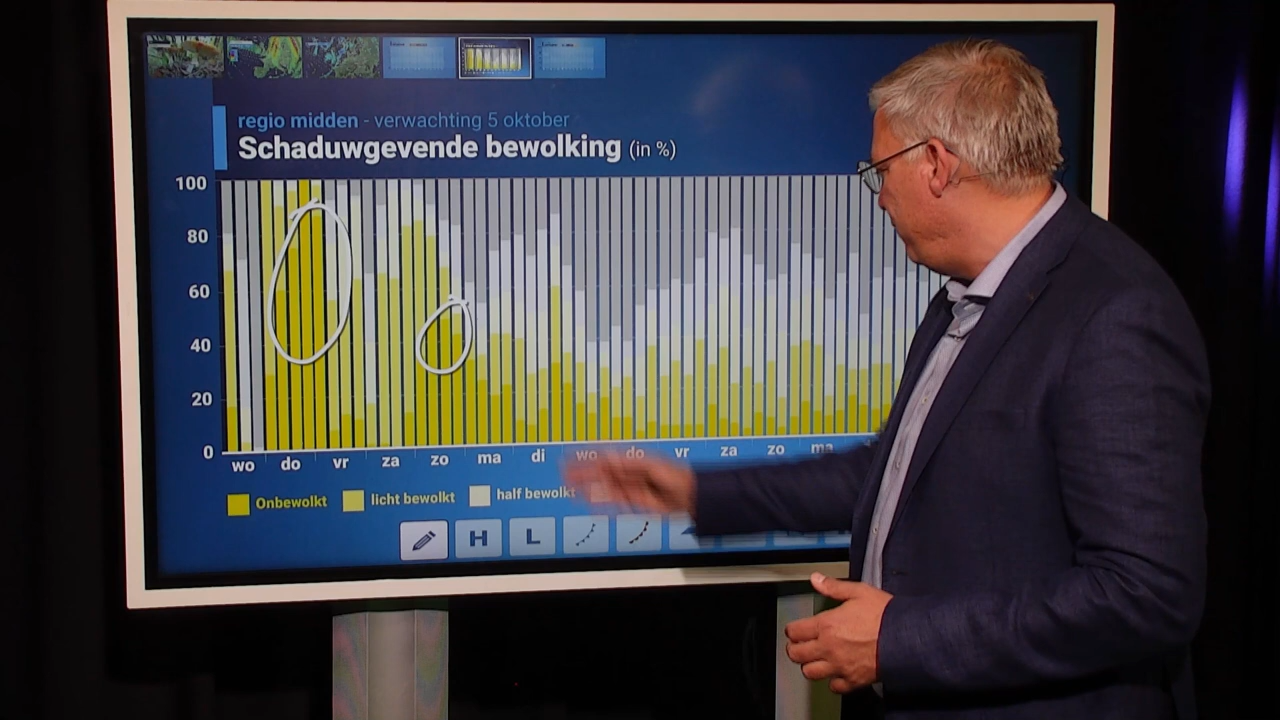 regio midden - verwachting 5 oktober
Schaduwgevende bewolking (in %)
100
80
60
40
20
0
wo do vr za zo ma di wo do vr za zo ma
Onbewolkt licht bewolkt half bewolkt
H L